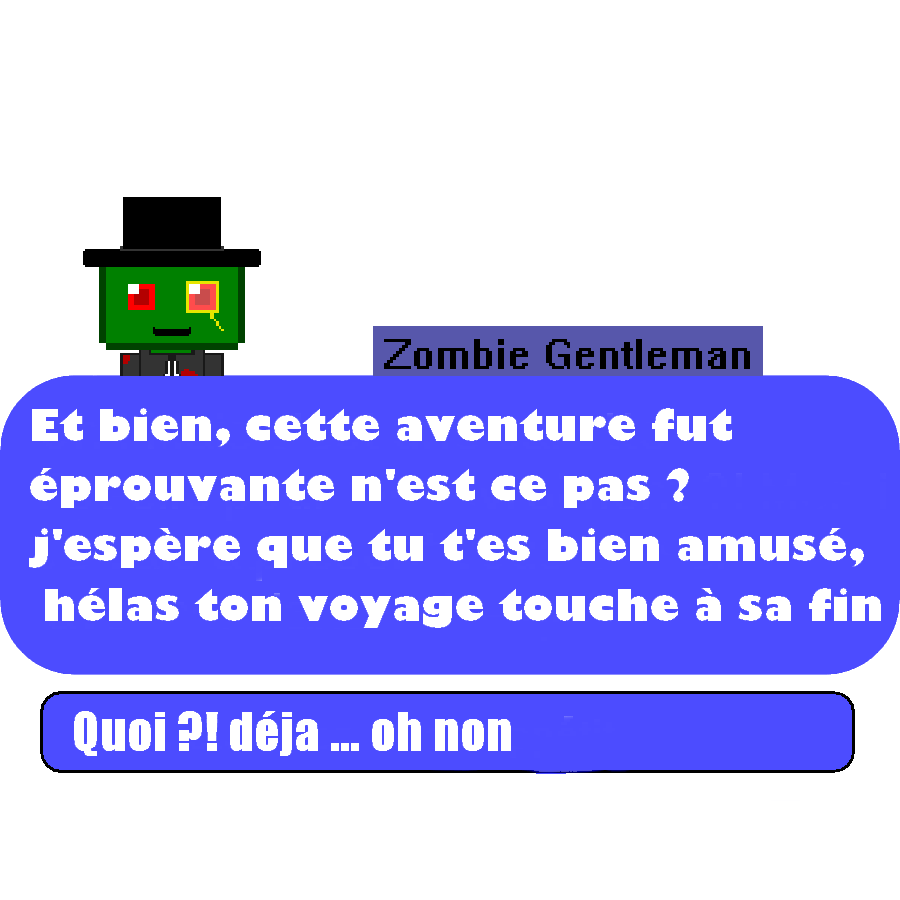 Zombie Gentleman
Et bien, cette aventure fut
éprouvante n'est ce pas ?
j'espère que tu t'es bien amusé,
hélas ton voyage touche à sa fin
Quoi ?! déja ... oh non